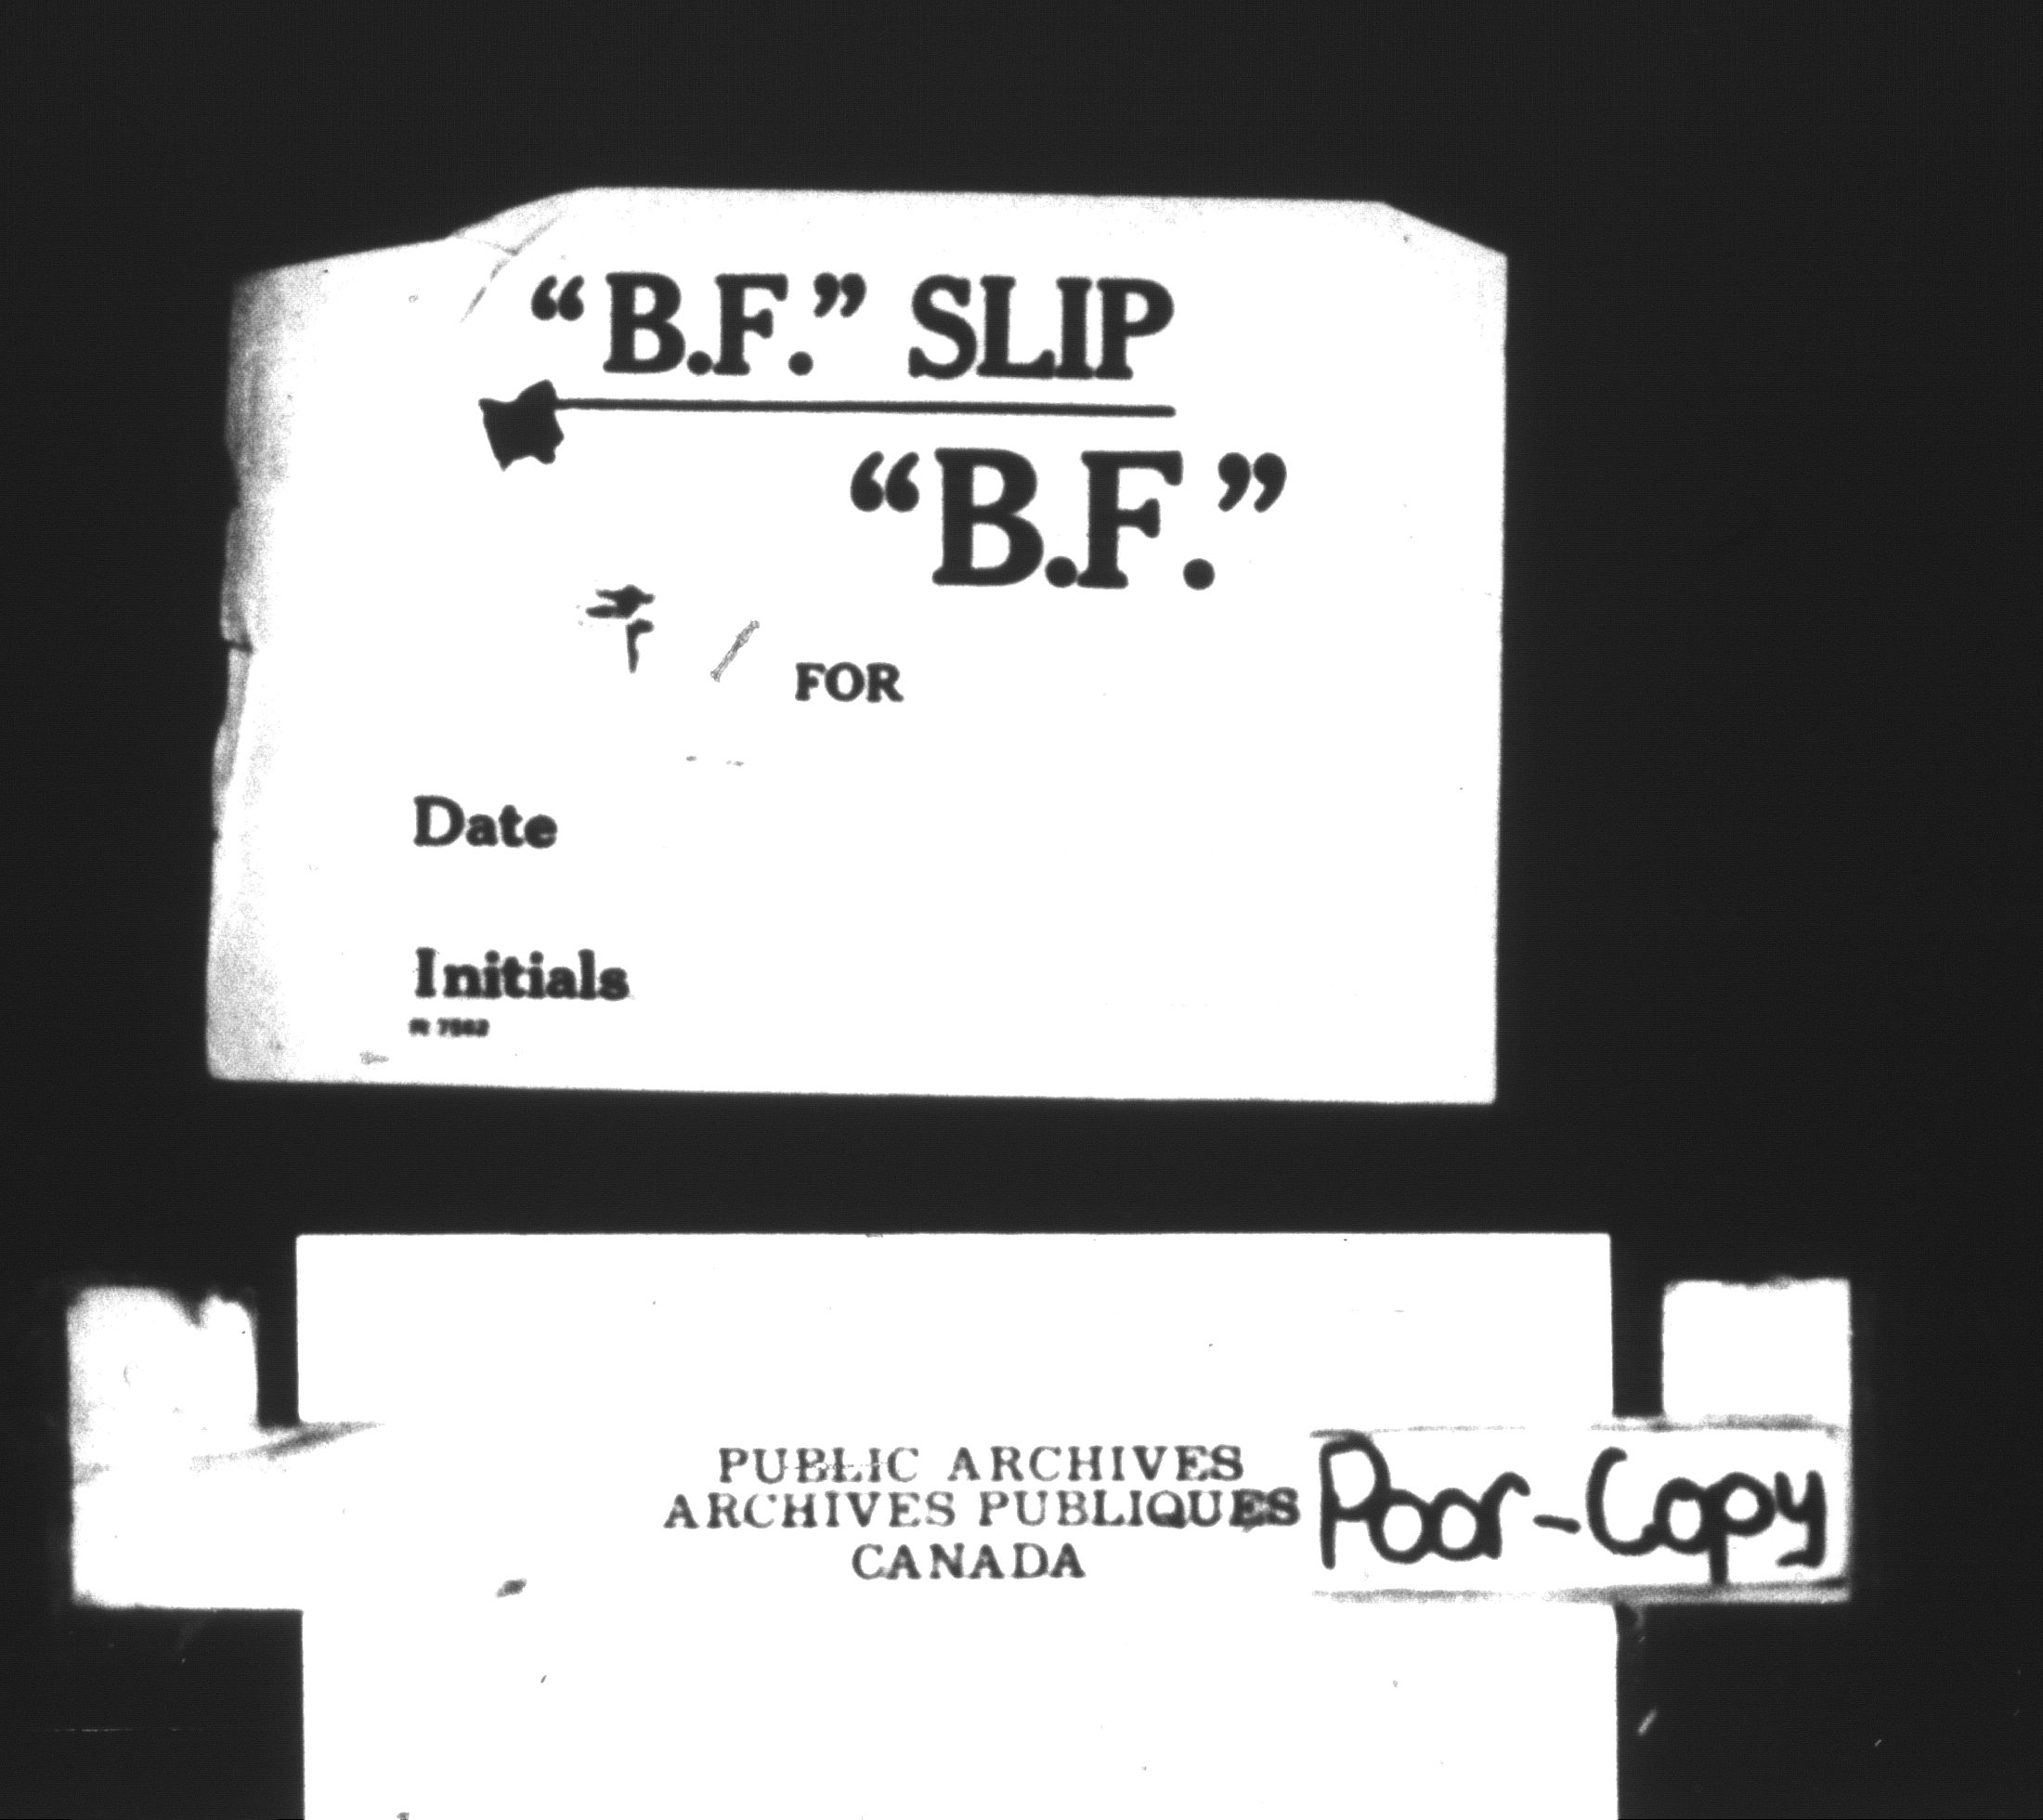 “B.F.” SLIP
“B.F.”
FOR
Date
Initials
PUBLIC ARCHIVES
ARCHIVES PUBLIQUES
CANADA
Poor-Copy